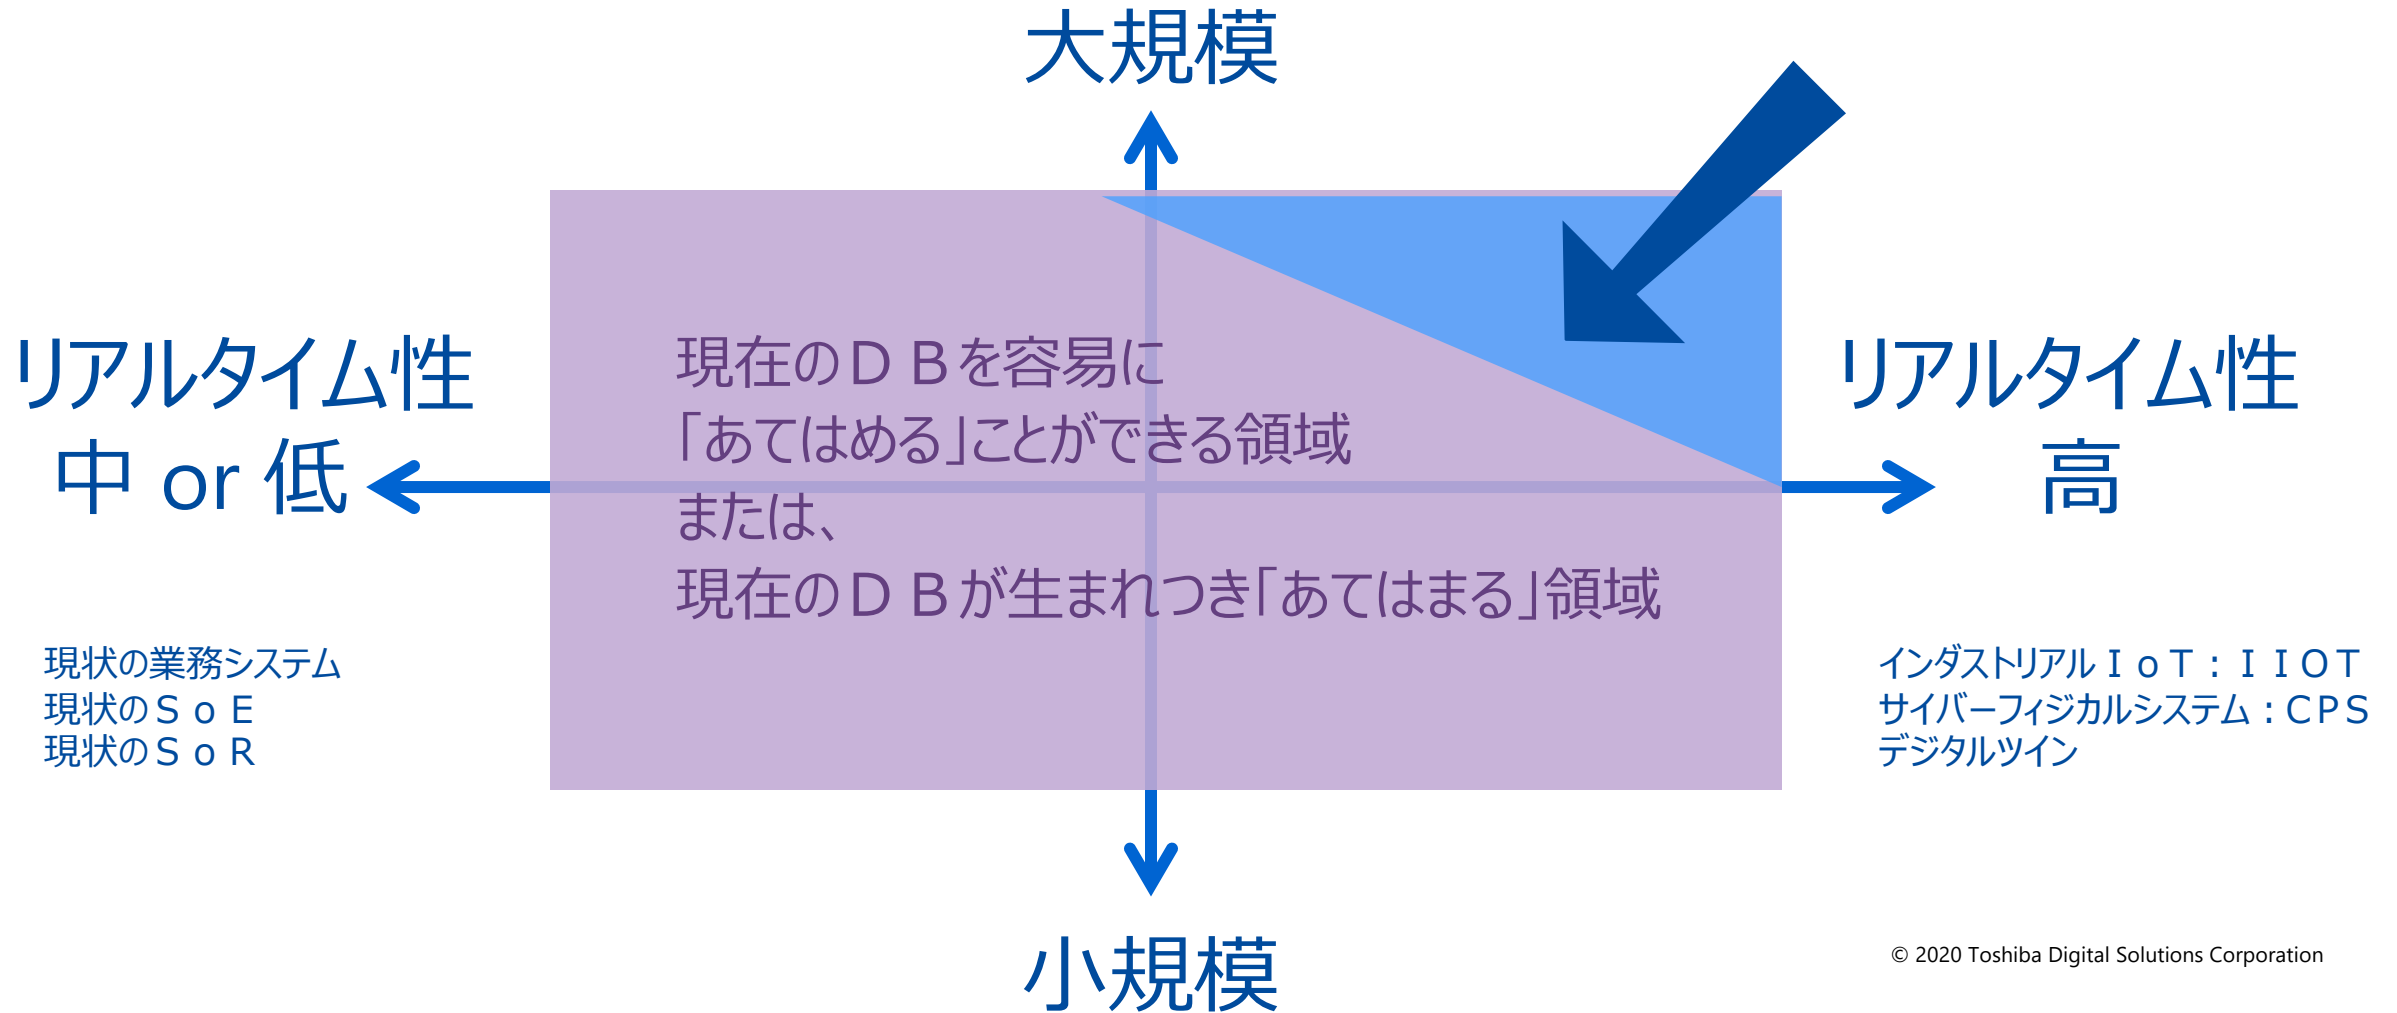 大規模
リアルタイム性
中 or 低
リアルタイム性
高
現在のＤＢを容易に
「あてはめる」ことができる領域
または、
現在のＤＢが生まれつき「あてはまる」領域
現状の業務システム
現状のＳｏＥ
現状のＳｏＲ
インダストリアルＩｏＴ：ＩＩＯＴ
サイバーフィジカルシステム：ＣＰＳ
デジタルツイン
小規模
© 2020 Toshiba Digital Solutions Corporation